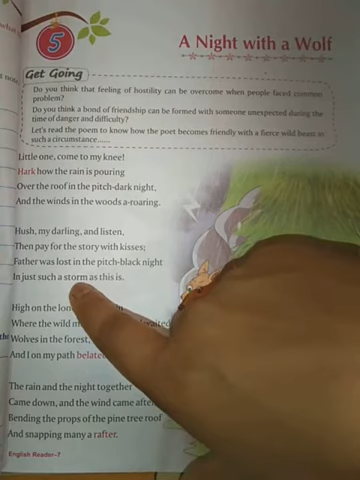 5
A Night with a Wolf
Get Going
Do you think that feeling of hostility can be overcome when people faced common
problem?
Do you think a bond of friendship can be formed with someone unexpected during the
time of danger and difficulty?
Let's read the poem to know how the poet becomes friendly with a fierce wild beast in
such a circumstance......
Little one, come to my knee!
Hark how the rain is pouring
Over the roof in the pitch-dark night,
And the winds in the woods a-roaring.
Hush, my darling, and listen,
Then pay for the story with kisses;
Father was lost in the pitch-black night
In just such a storm as this is.
High on the
Where the wild
Wolves in the forest,
And I on my path
The rain and the night together
Came down, and the wind came after,
Bending the props of the pine tree roof
And snapping many a rafter.
English Reader-7